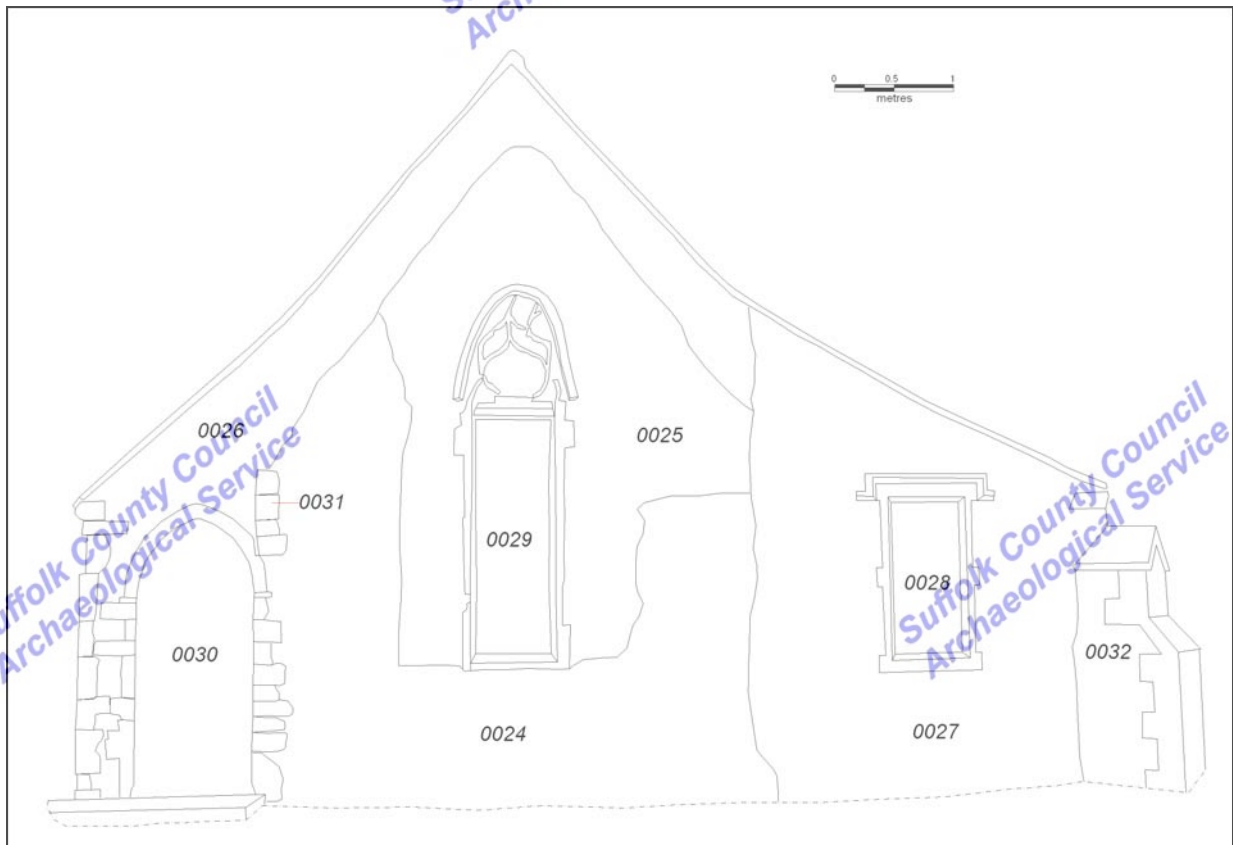 Suffolk County Council
Archaeological Service
0 0.5 1
metres
0026
0025
0031
0029
0028
0030
0032
0024
0027
Suffolk County Council
Archaeological Service
Suffolk County Council
Archaeological Service